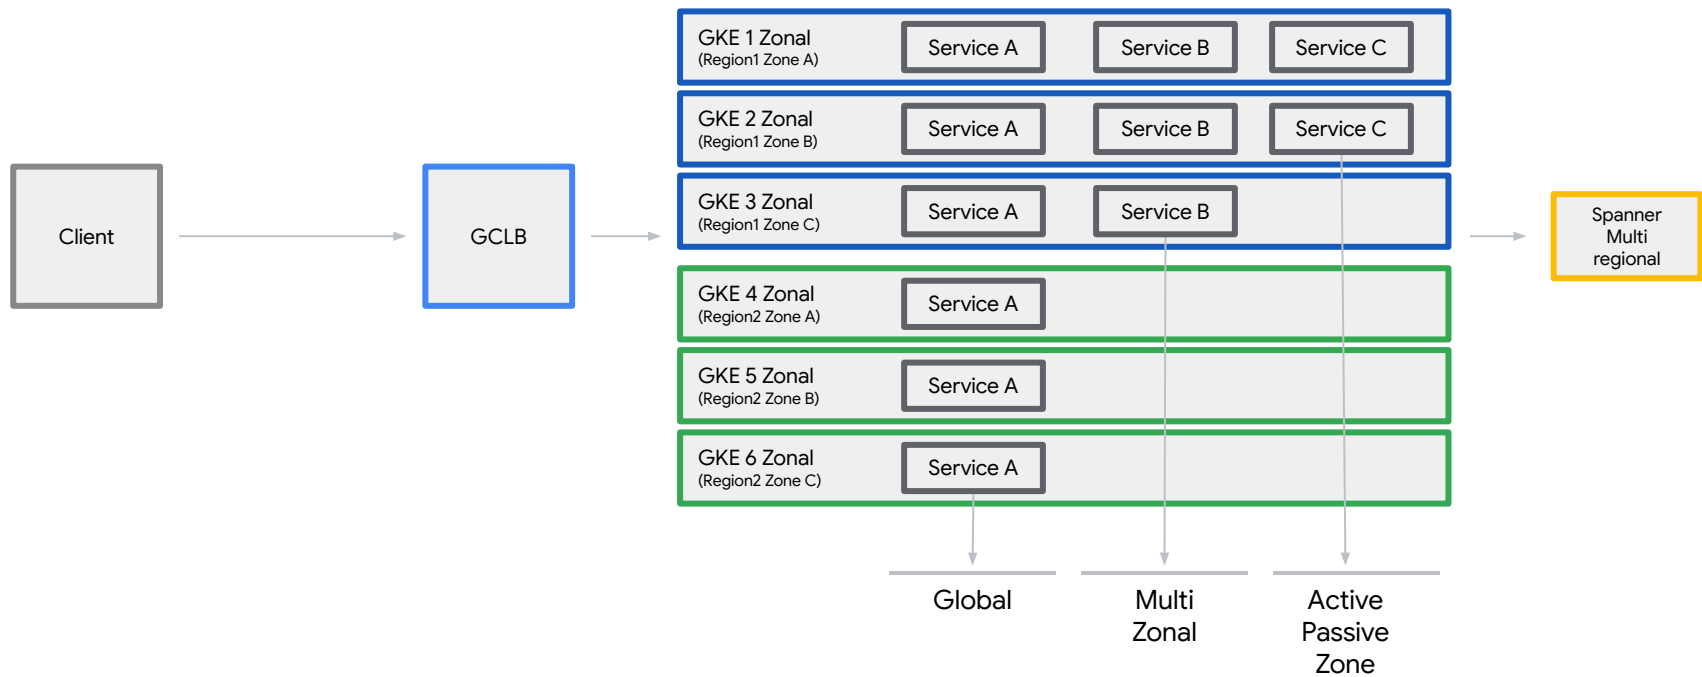 Client
GCLB
GKE 1 Zonal
(Region1 Zone A)
Service A
Service B
Service C
GKE 2 Zonal
(Region1 Zone B)
Service A
Service B
Service C
GKE 3 Zonal
(Region1 Zone C)
Service A
Service B
GKE 4 Zonal
(Region2 Zone A)
Service A
GKE 5 Zonal
(Region2 Zone B)
Service A
GKE 6 Zonal
(Region2 Zone C)
Service A
Spanner
Multi
regional
Global
Multi
Zonal
Active
Passive
Zone